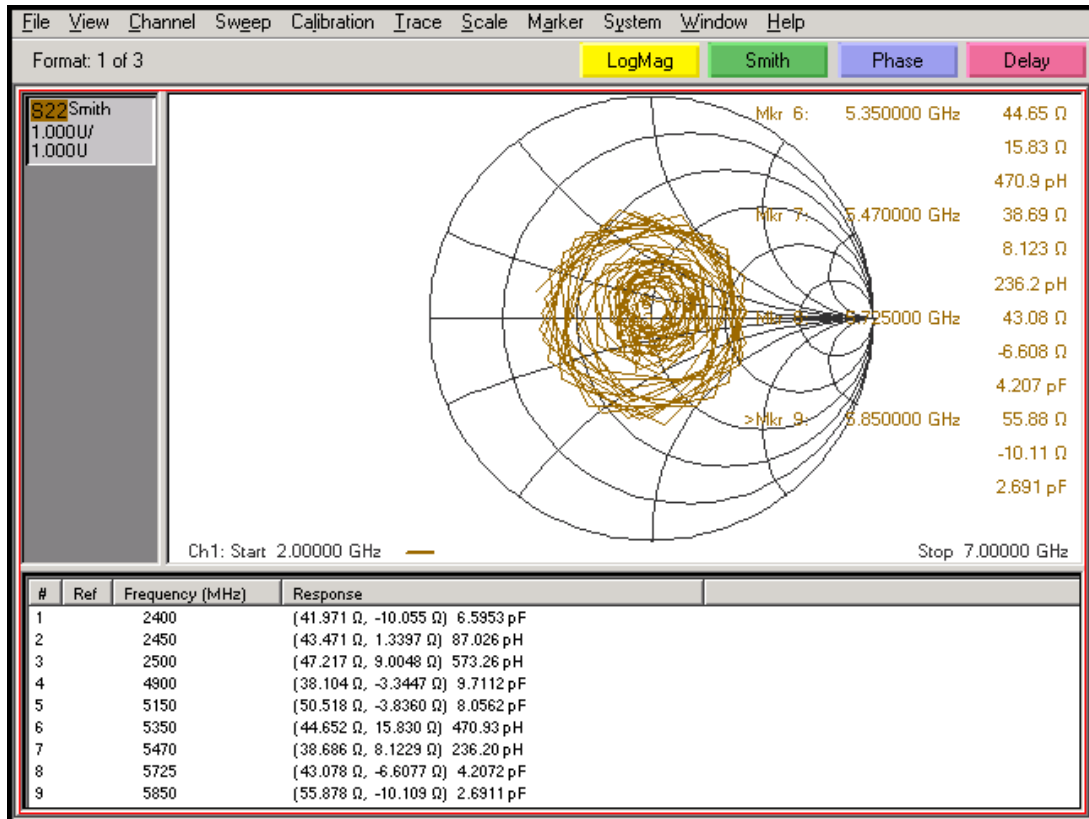 File View Channel Sweep Calibration Trace Scale Marker System Window Help
Format: 1 of 3 LogMag Smith Phase Delay
S22 Smith
1.000U/
1.000U
Mkr 6: 5.350000 GHz 44.65 Ω
15.83 Ω
470.9 pH
Mkr 7: 5.470000 GHz 38.69 Ω
8.123 Ω
236.2 pH
GHz 43.08 Ω
-6.608 Ω
4.207 pF
>Mkr 9: 5.850000 GHz 55.88 Ω
-10.11 Ω
2.691 pF
Ch1: Start 2.00000 GHz Stop 7.00000 GHz
# Ref Frequency (MHz) Response
1 2400 (41.971 Ω, -10.055 Ω) 6.5953 pF
2 2450 (43.471 Ω, 1.3397 Ω) 87.026 pH
3 2500 (47.217 Ω, 9.0048 Ω) 573.26 pH
4 4900 (38.104 Ω, -3.3447 Ω) 9.7112 pF
5 5150 (50.518 Ω, -3.8360 Ω) 8.0562 pF
6 5350 (44.652 Ω, 15.830 Ω) 470.93 pH
7 5470 (38.686 Ω, 8.1229 Ω) 236.20 pH
8 5725 (43.078 Ω, -6.6077 Ω) 4.2072 pF
9 5850 (55.878 Ω, -10.109 Ω) 2.6911 pF